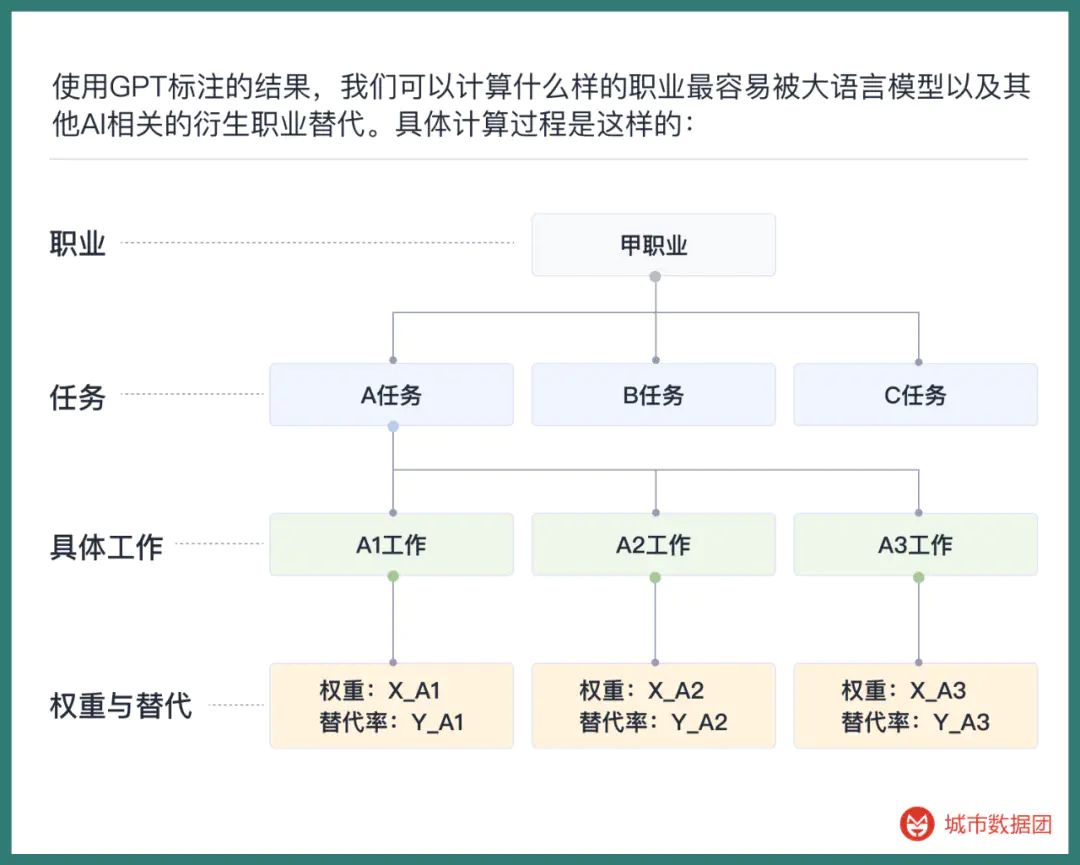 使用GPT标注的结果，我们可以计算什么样的职业最容易被大语言模型以及其
他AI相关的衍生职业替代。具体计算过程是这样的：
职业
甲职业
任务
A任务
B任务
C任务
具体工作
A1工作
A2工作
A3工作
权重与替代
权重：X_A1
替代率：Y_A1
权重：X_A2
替代率：Y_A2
权重：X_A3
替代率：Y_A3
城市数据团